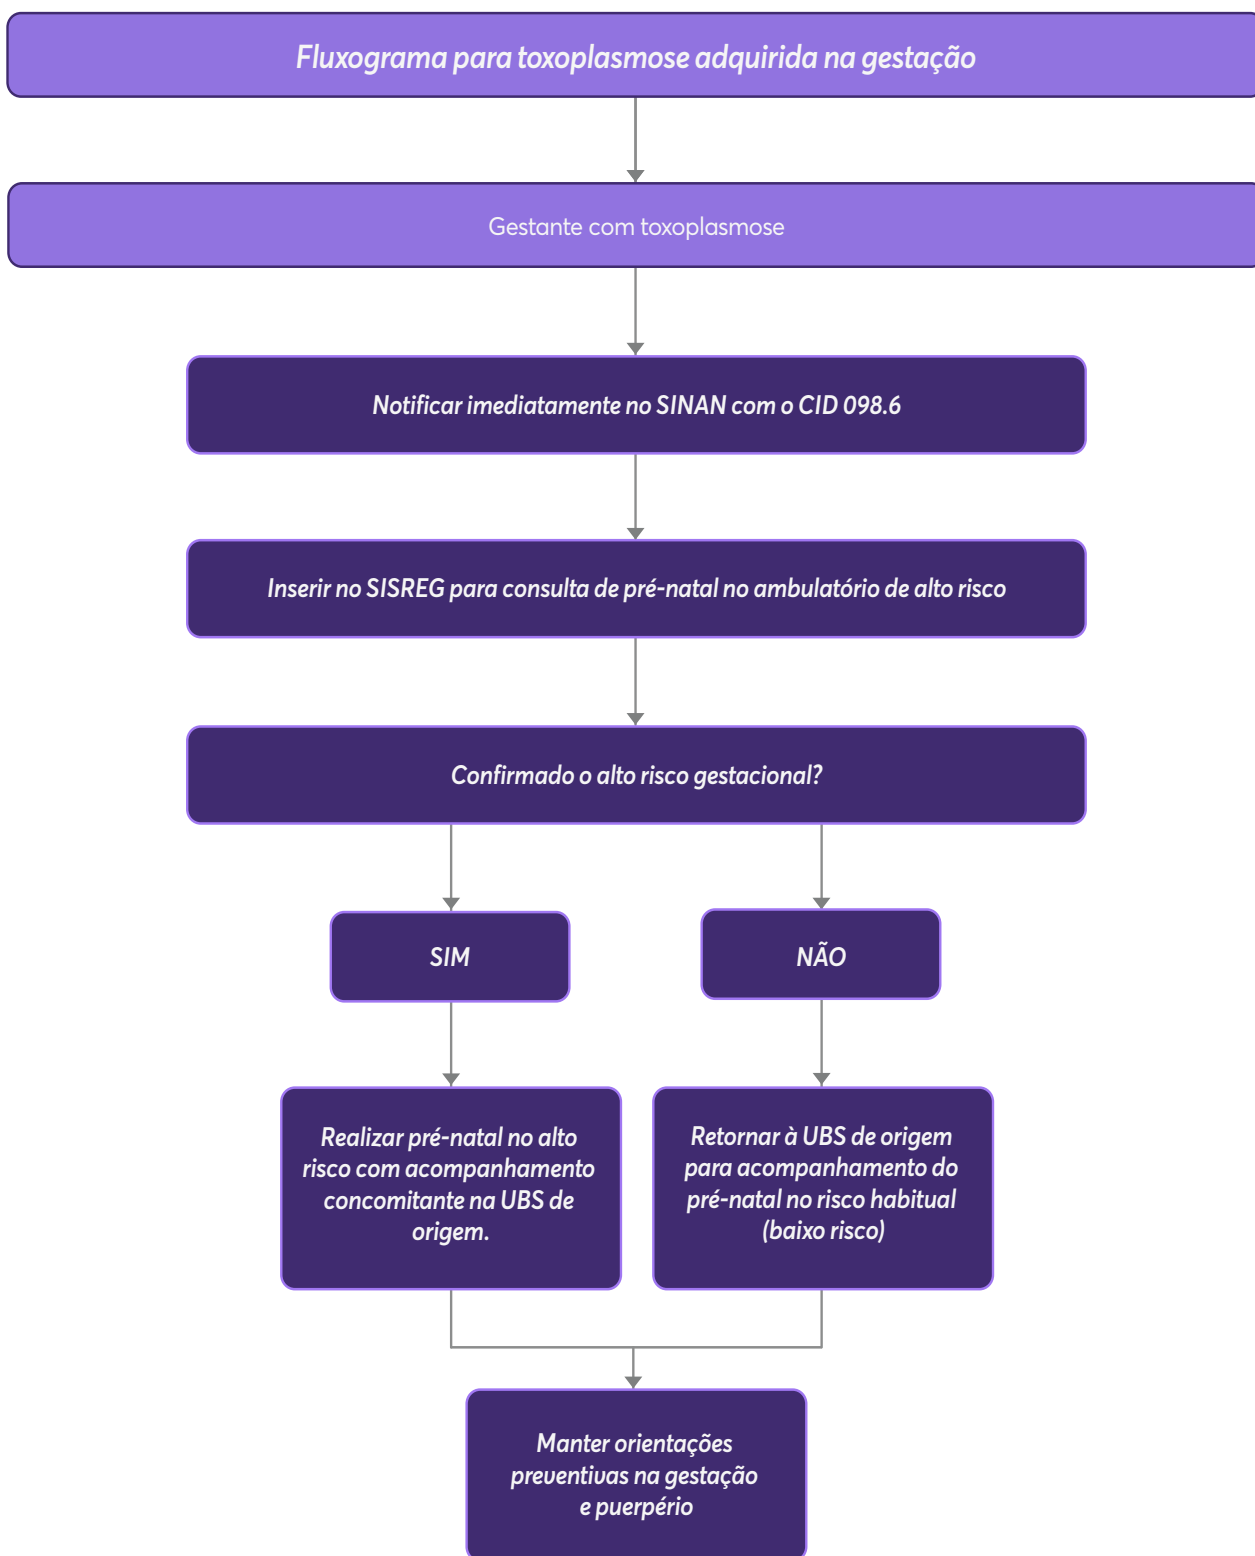 Fluxograma para toxoplasmose adquirida na gestação
Gestante com toxoplasmose
Notificar imediatamente no SINAN com o CID 098.6
Inserir no SISREG para consulta de pré-natal no ambulatório de alto risco
Confirmado o alto risco gestacional?
SIM
NÃO
Realizar pré-natal no alto
risco com acompanhamento
concomitante na UBS de
origem.
Retornar à UBS de origem
para acompanhamento do
pré-natal no risco habitual
(baixo risco)
Manter orientações
preventivas na gestação
e puerpério